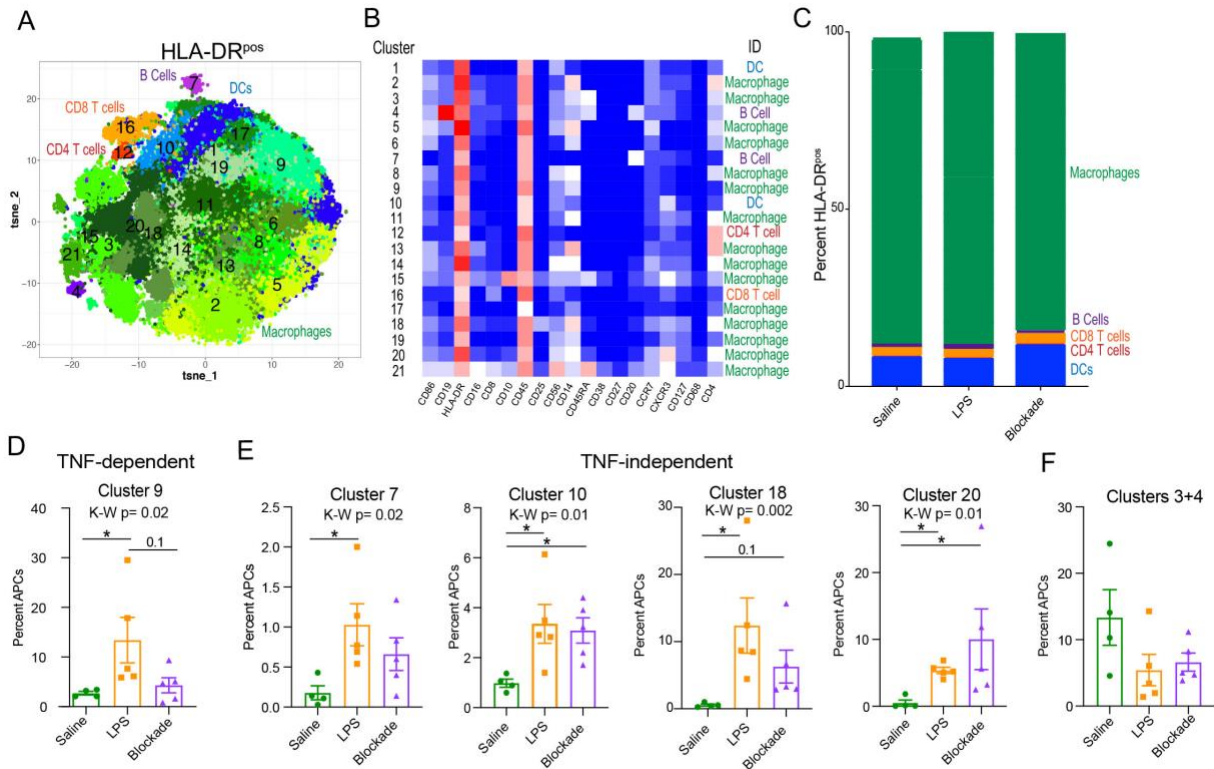 A
HLA-DRpos
B Cells
CD8 T cells
DCs
CD4 T cells
Macrophages
7
16
12
10
1
17
19
9
11
20
18
15
3
21
14
6
8
13
5
2
4
20
10
0
-10
-20
-20
-10
0
10
20
tsne_2
tsne_1
B
Cluster
ID
1 DC
2 Macrophage
3 Macrophage
4 B Cell
5 Macrophage
6 Macrophage
7 B Cell
8 Macrophage
9 Macrophage
10 DC
11 Macrophage
12 CD4 T cell
13 Macrophage
14 Macrophage
15 Macrophage
16 CD8 T cell
17 Macrophage
18 Macrophage
19 Macrophage
20 Macrophage
21 Macrophage
CD66 CD19 HLA-DR CD16 CD8 CD10 CD45 CD25 CD56 CD14 CD45RA CD38 CD27 CD20 CCR7 CXCR3 CD127 CD68 CD4
C
100
50
0
Percent HLA-DRpos
Macrophages
B Cells
CD8 T cells
CD4 T cells
DCs
Saline LPS Blockade
D
TNF-dependent
Cluster 9
K-W p= 0.02
*
0.1
40
30
20
10
0
Percent APCs
Saline LPS Blockade
E
TNF-independent
Cluster 7
K-W p= 0.02
*
2.5
2.0
1.5
1.0
0.5
0.0
Percent APCs
Saline LPS Blockade
Cluster 10
K-W p= 0.01
*
*
8
6
4
2
0
Percent APCs
Saline LPS Blockade
Cluster 18
K-W p= 0.002
*
0.1
30
20
10
0
Percent APCs
Saline LPS Blockade
Cluster 20
K-W p= 0.01
*
*
30
20
10
0
Percent APCs
Saline LPS Blockade
F
Clusters 3+4
30
20
10
0
Percent APCs
Saline LPS Blockade